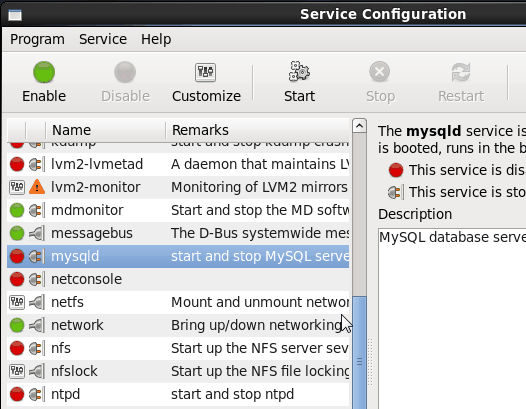 Service Configuration
Program Service Help
Enable Disable Customize Start Stop Restart
Name Remarks
kdump start and stop kdump crash
lvm2-lvmetad A daemon that maintains LV
lvm2-monitor Monitoring of LVM2 mirrors
mdmonitor Start and stop the MD softw
messagebus The D-Bus systemwide mes
mysqld start and stop MySQL serve
netconsole
netfs Mount and unmount networ
network Bring up/down networking
nfs Start up the NFS server sev
nfslock Start up the NFS file locking
ntpd start and stop ntpd
The mysqld service is
is booted, runs in the b
This service is disa
This service is stop
Description
MySQL database serve